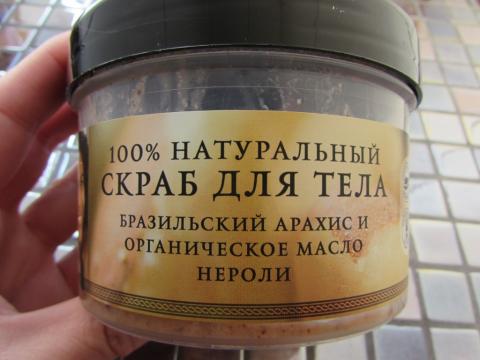 100% НАТУРАЛЬНЫЙ
СКРАБ ДЛЯ ТЕЛА
БРАЗИЛЬСКИЙ АРАХИС И
ОРГАНИЧЕСКОЕ МАСЛО
НЕРОЛИ